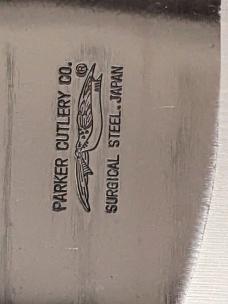 PARKER CUTLERY CO. ®
SURGICAL STEEL.JAPAN